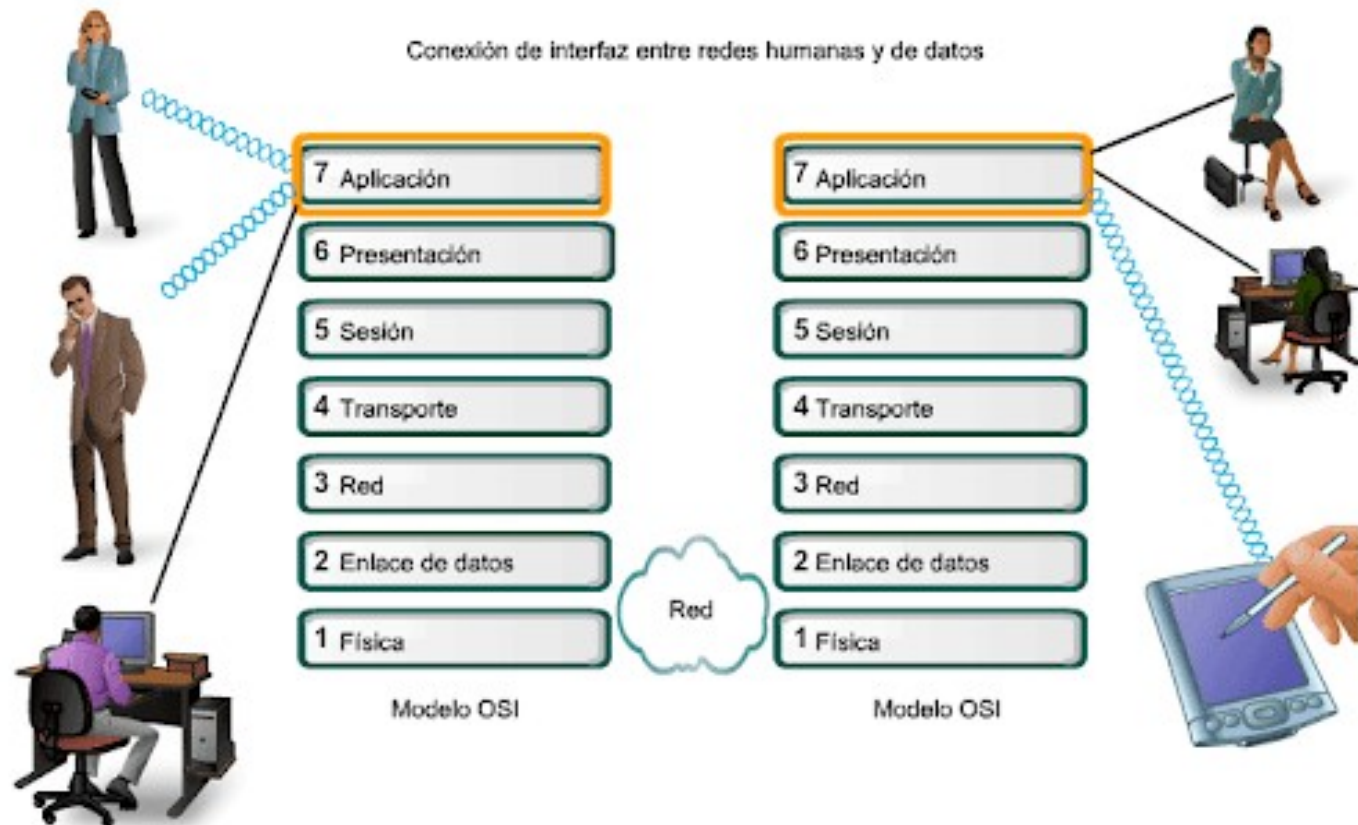 Conexión de interfaz entre redes humanas y de datos
7 Aplicación
6 Presentación
5 Sesión
4 Transporte
3 Red
2 Enlace de datos
1 Física
Modelo OSI
Red
7 Aplicación
6 Presentación
5 Sesión
4 Transporte
3 Red
2 Enlace de datos
1 Física
Modelo OSI